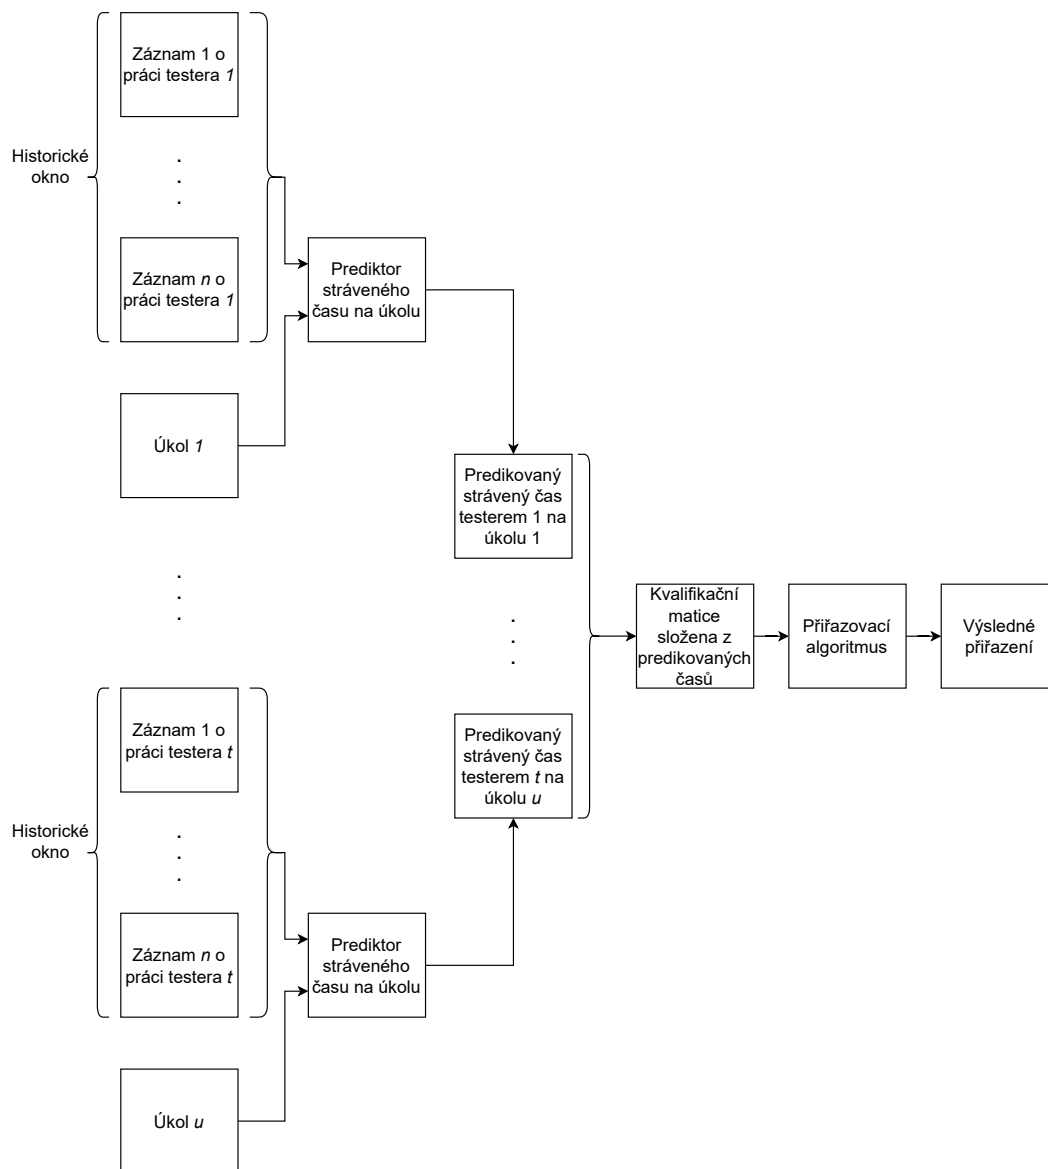 Záznam 1 o
práci testera 1
Historické
okno
.
.
.
Záznam n o
práci testera 1
Prediktor
stráveného
času na úkolu
Úkol 1
Predikovaný
strávený čas
testerem 1 na
úkolu 1
.
.
.
.
.
.
Kvalifikační
matice
složena z
predikovaných
časů
Přiřazovací
algoritmus
Výsledné
přiřazení
Predikovaný
strávený čas
testerem t na
úkolu u
Záznam 1 o
práci testera t
Historické
okno
.
.
.
Záznam n o
práci testera t
Prediktor
stráveného
času na úkolu
Úkol u